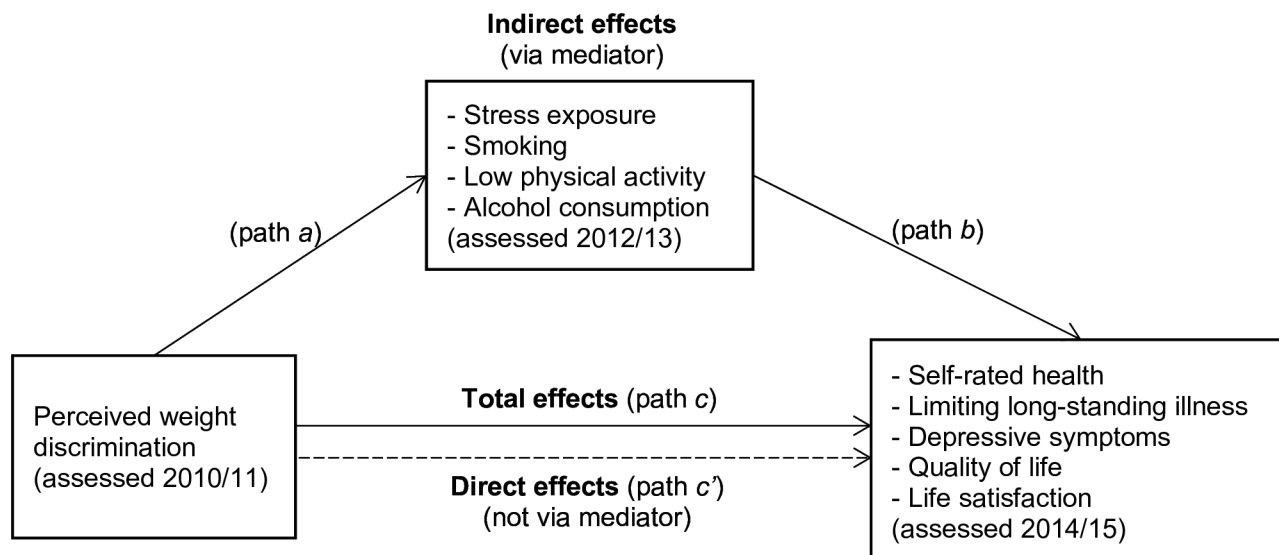 Indirect effects
(via mediator)
- Stress exposure
- Smoking
- Low physical activity
- Alcohol consumption
(assessed 2012/13)
(path a)
(path b)
Perceived weight
discrimination
(assessed 2010/11)
Total effects (path c)
Direct effects (path c’)
(not via mediator)
- Self-rated health
- Limiting long-standing illness
- Depressive symptoms
- Quality of life
- Life satisfaction
(assessed 2014/15)